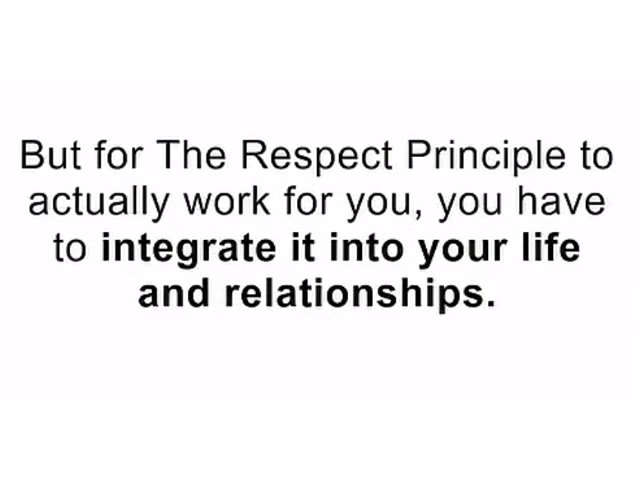 But for The Respect Principle to
actually work for you, you have
to integrate it into your life
and relationships.